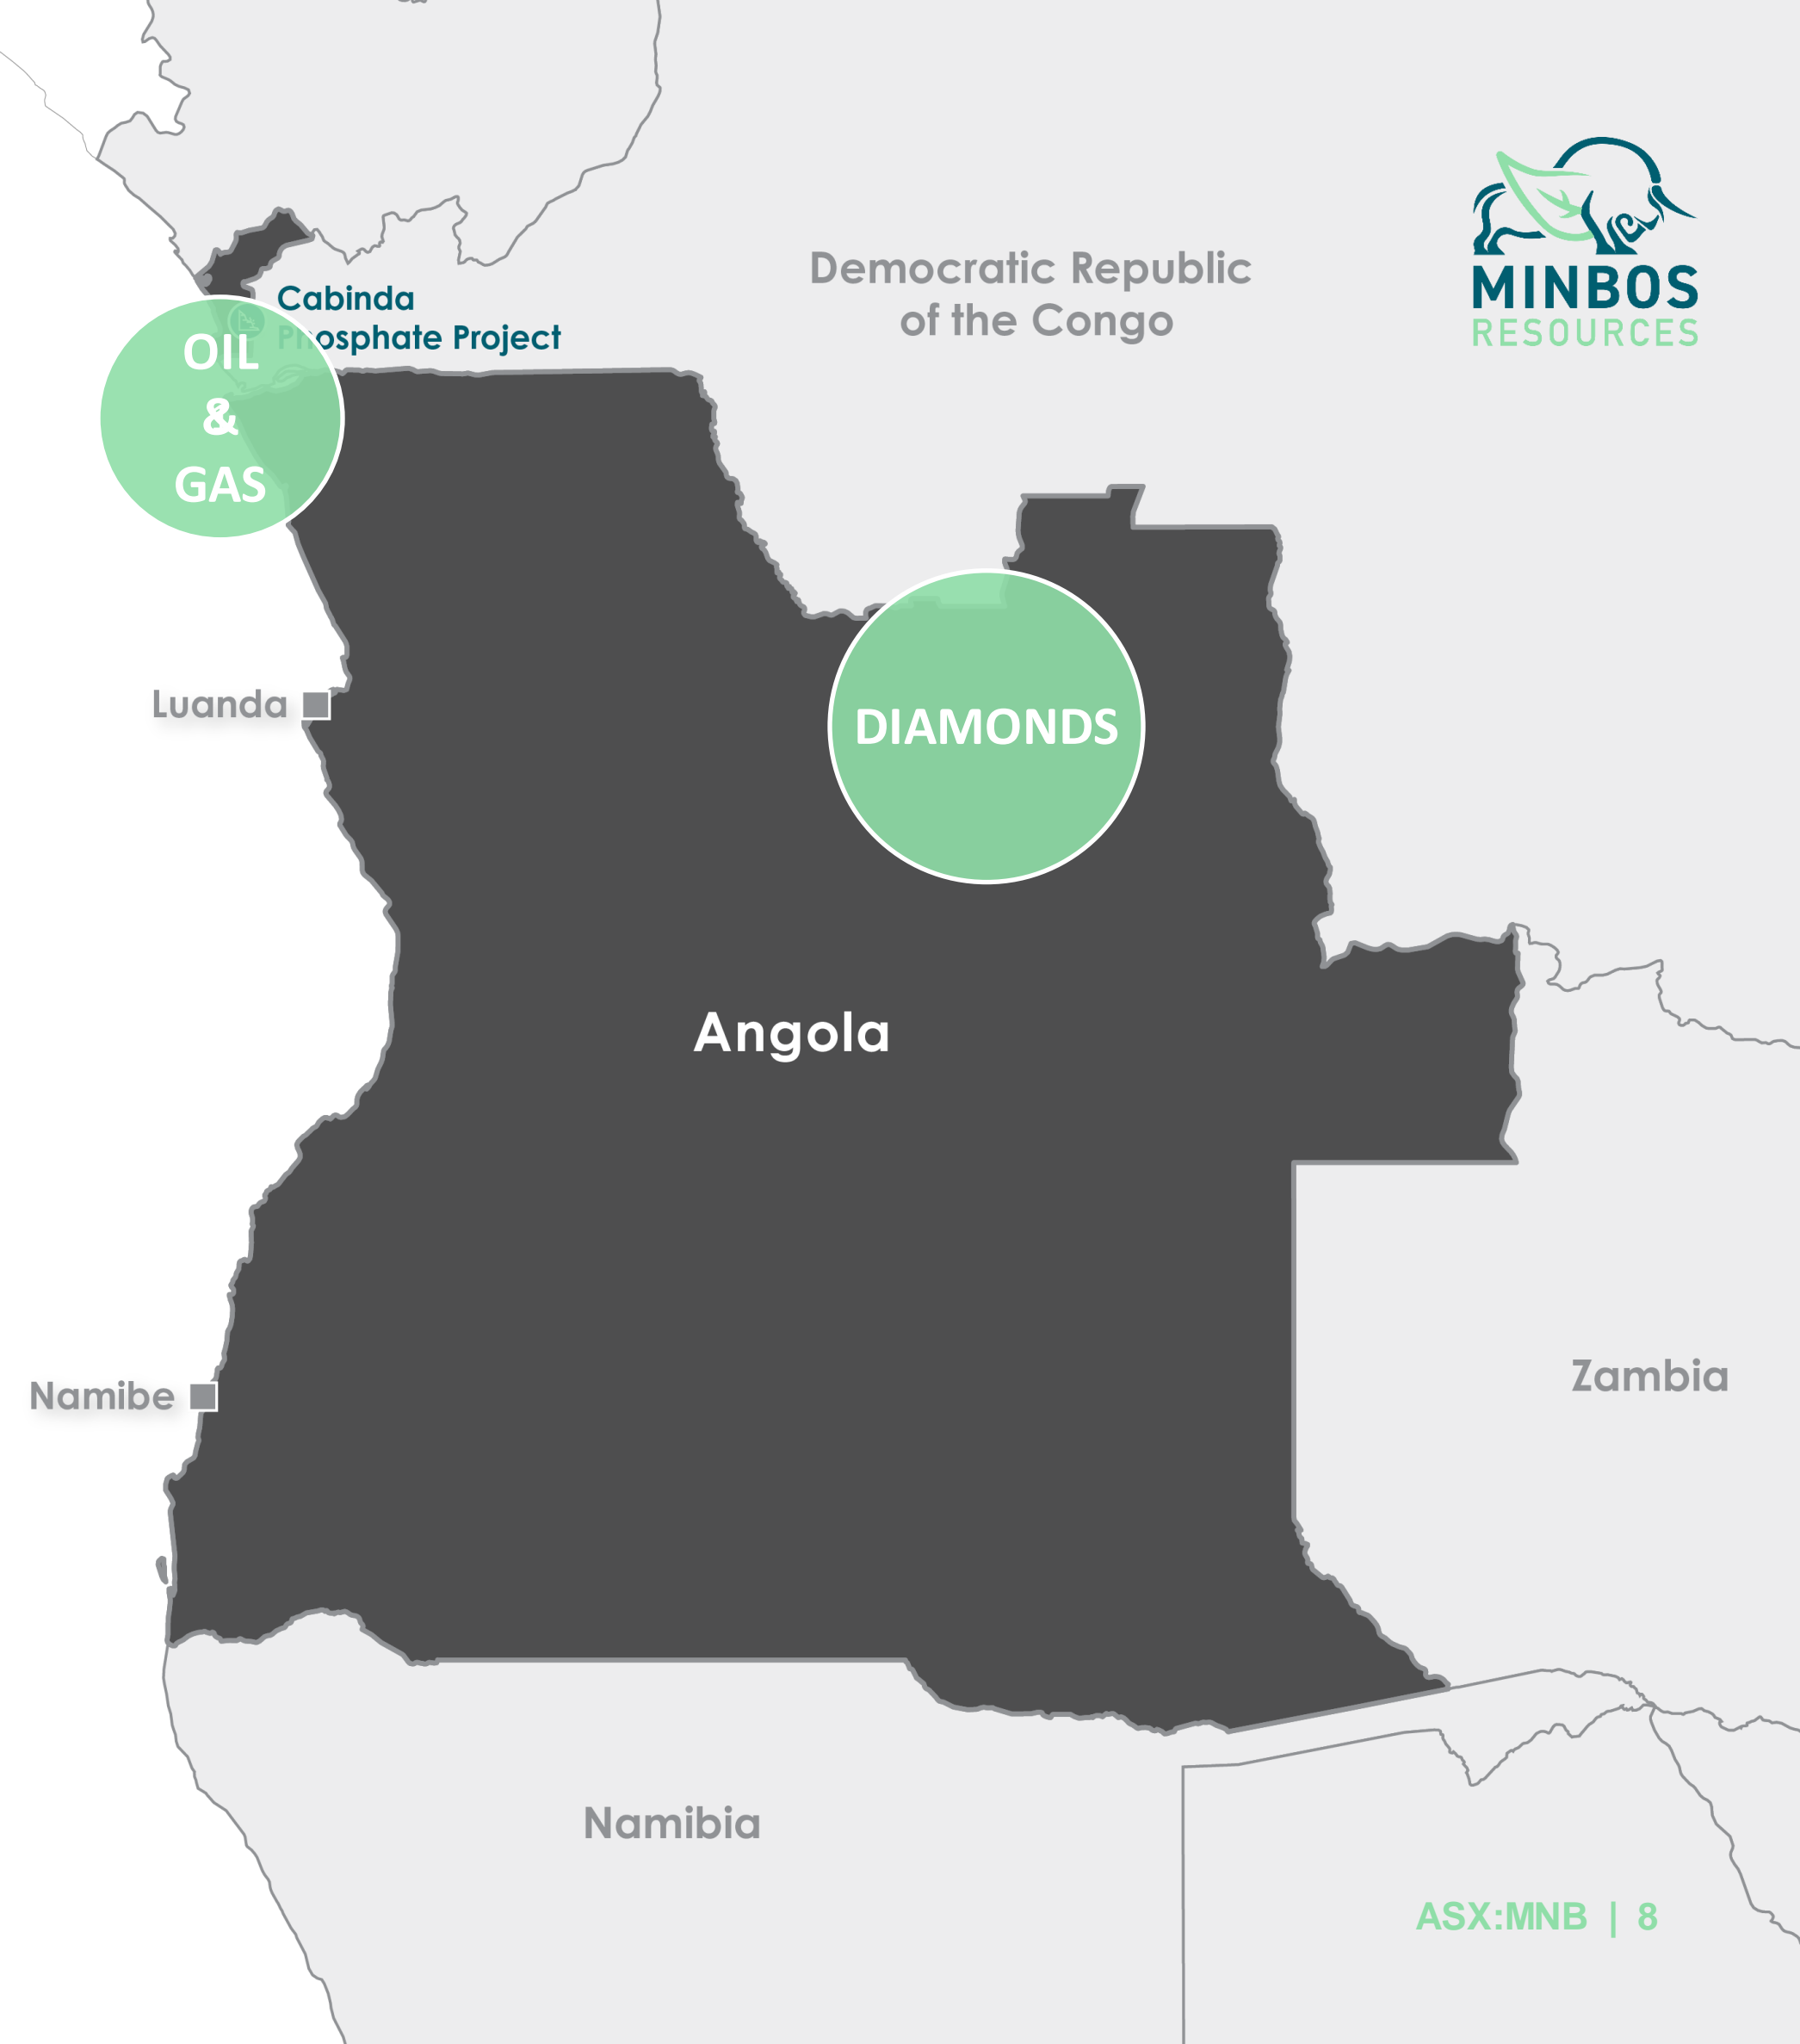 MINBOS
RESOURCES
Democratic Republic
of the Congo
Cabinda
Phosphate Project
OIL
&
GAS
Luanda
DIAMONDS
Angola
Namibe
Zambia
Namibia
ASX:MNB | 8